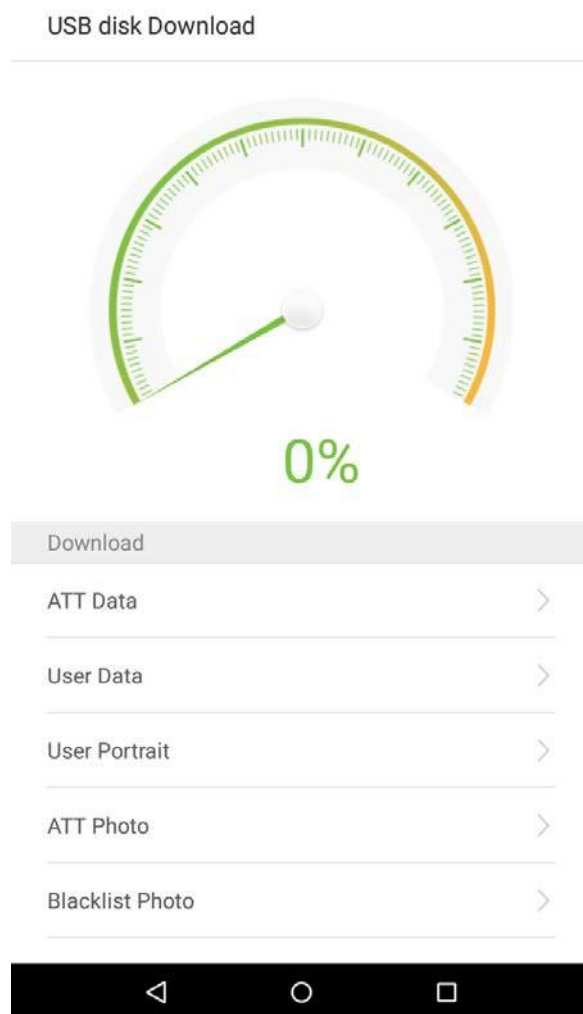 USB disk Download
0%
Download
ATT Data
User Data
User Portrait
ATT Photo
Blacklist Photo